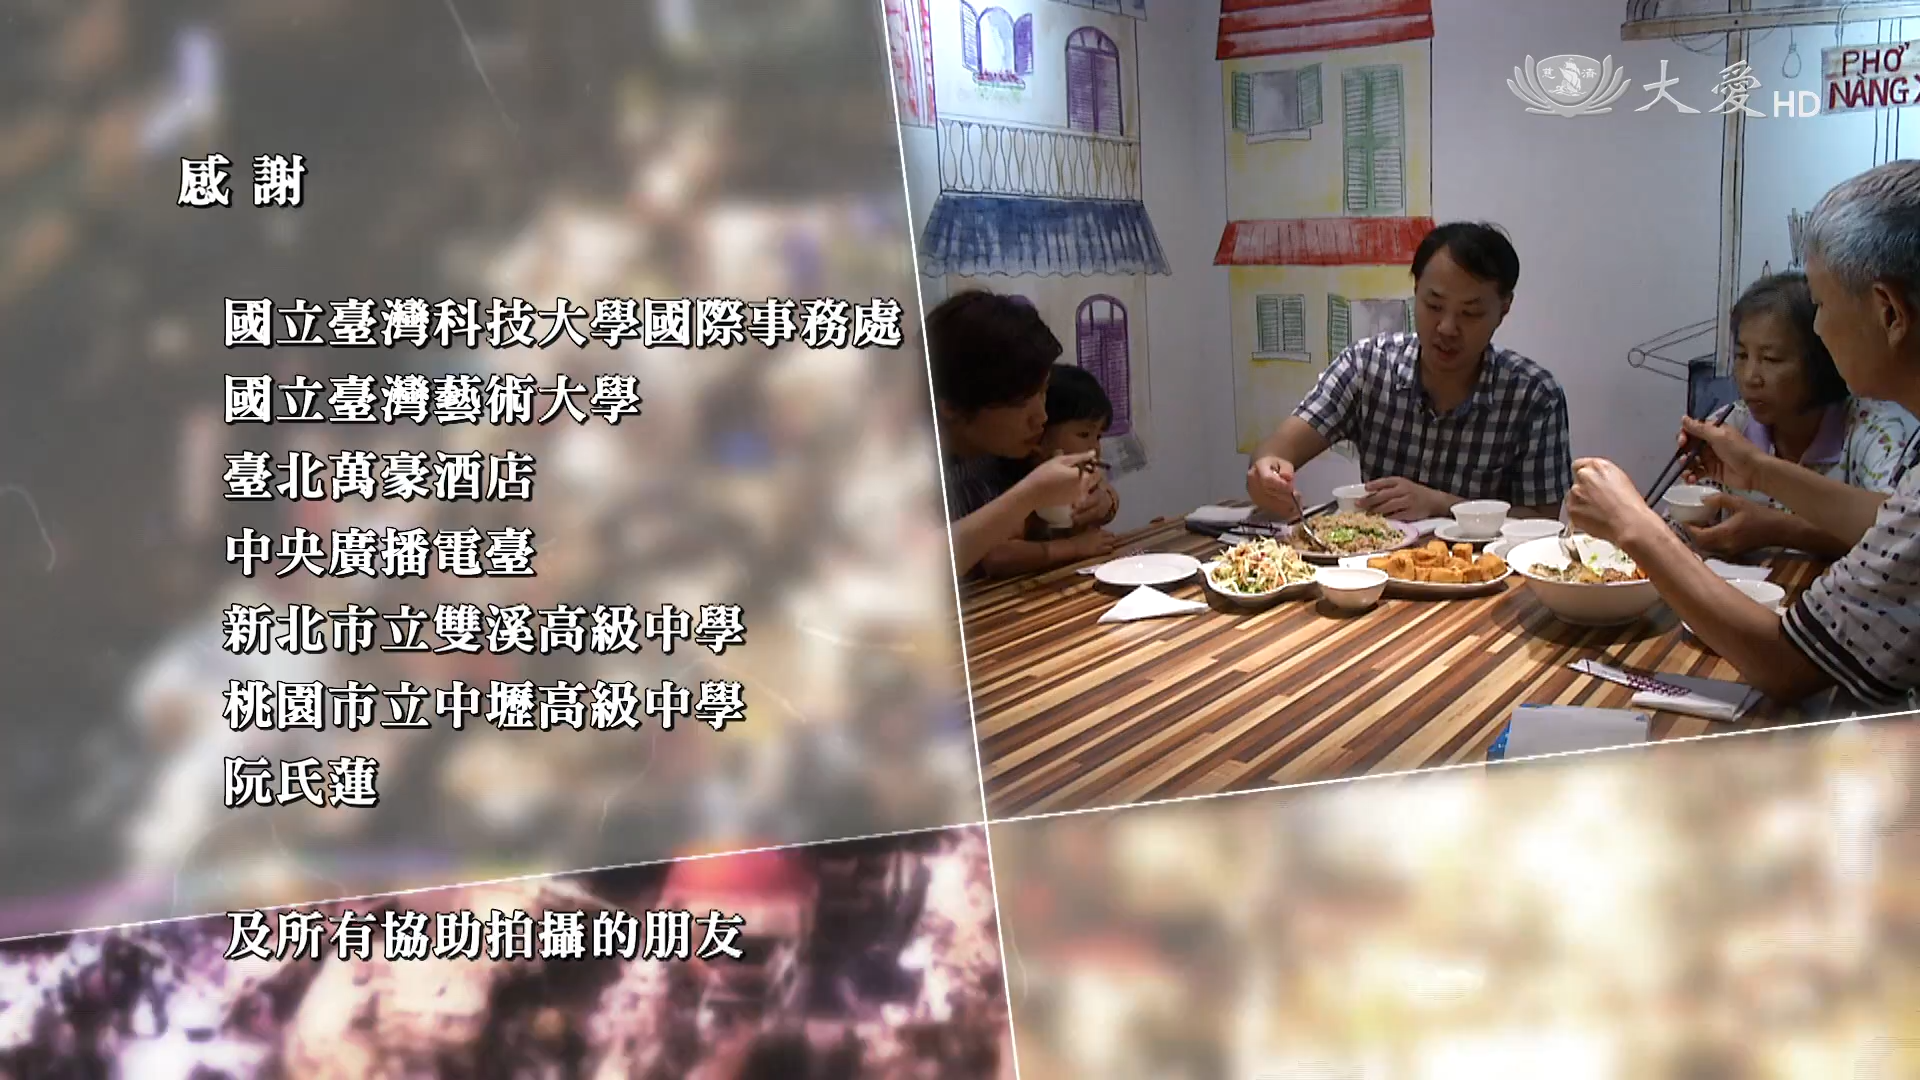 感謝
國立臺灣科技大學國際事務處
國立臺灣藝術大學
臺北萬豪酒店
中央廣播電臺
新北市立雙溪高級中學
桃園市立中壢高級中學
阮氏蓮
及所有協助拍攝的朋友
慈濟
大愛HD
PHỞ
NÀNG